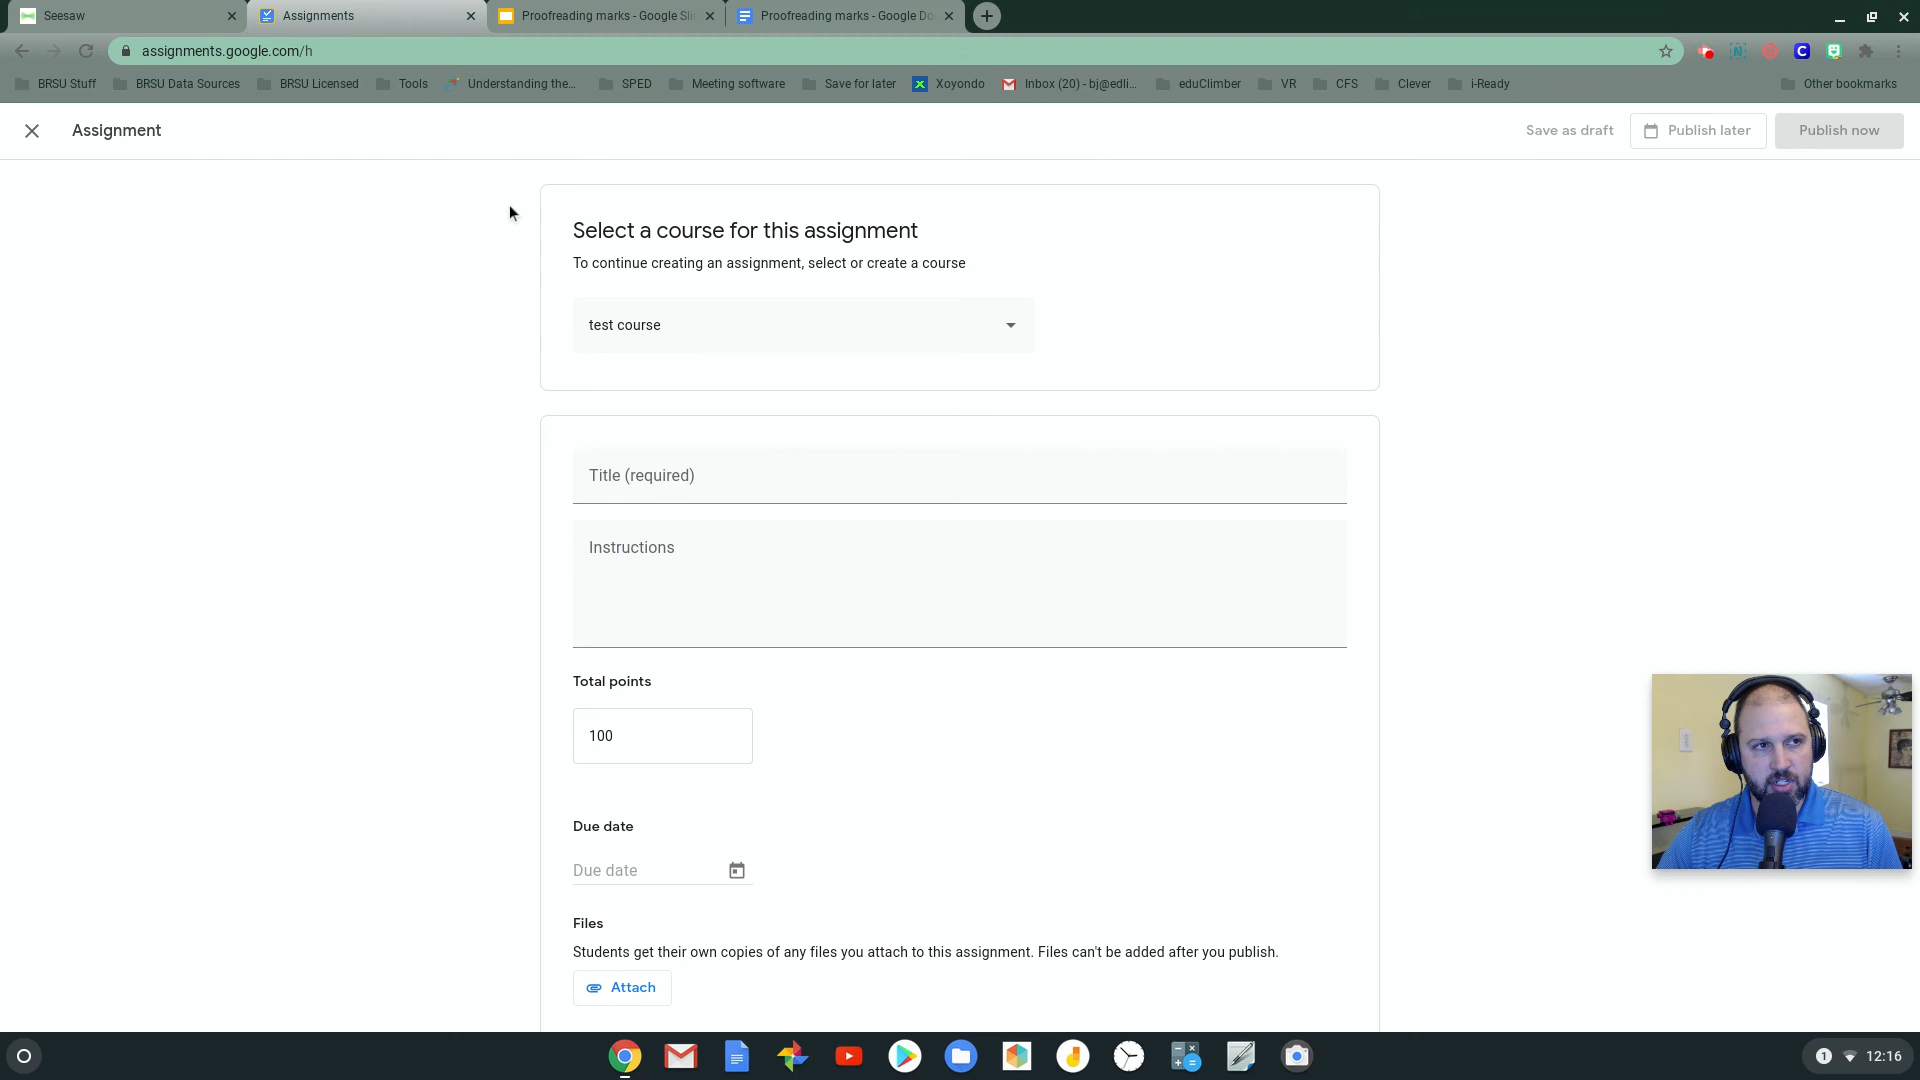 Seesaw
Assignments
Proofreading marks - Google Sli
Proofreading marks - Google Do
assignments.google.com/h
BRSU Stuff
BRSU Data Sources
BRSU Licensed
Tools
Understanding the...
SPED
Meeting software
Save for later
Xoyondo
Inbox (20) - bj@edli...
eduClimber
VR
CFS
Clever
i-Ready
Other bookmarks
Assignment
Save as draft
Publish later
Publish now
Select a course for this assignment
To continue creating an assignment, select or create a course
test course
Title (required)
Instructions
Total points
100
Due date
Due date
Files
Students get their own copies of any files you attach to this assignment. Files can't be added after you publish.
Attach
1 12:16